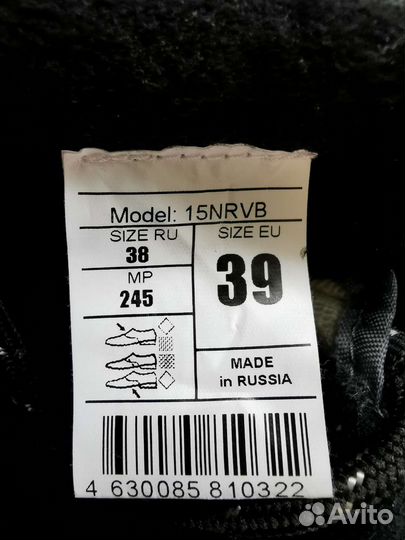 Model: 15NRVB
SIZE RU
38
MP
245
SIZE EU
39
MADE
in RUSSIA
4 630085 810322
Avito